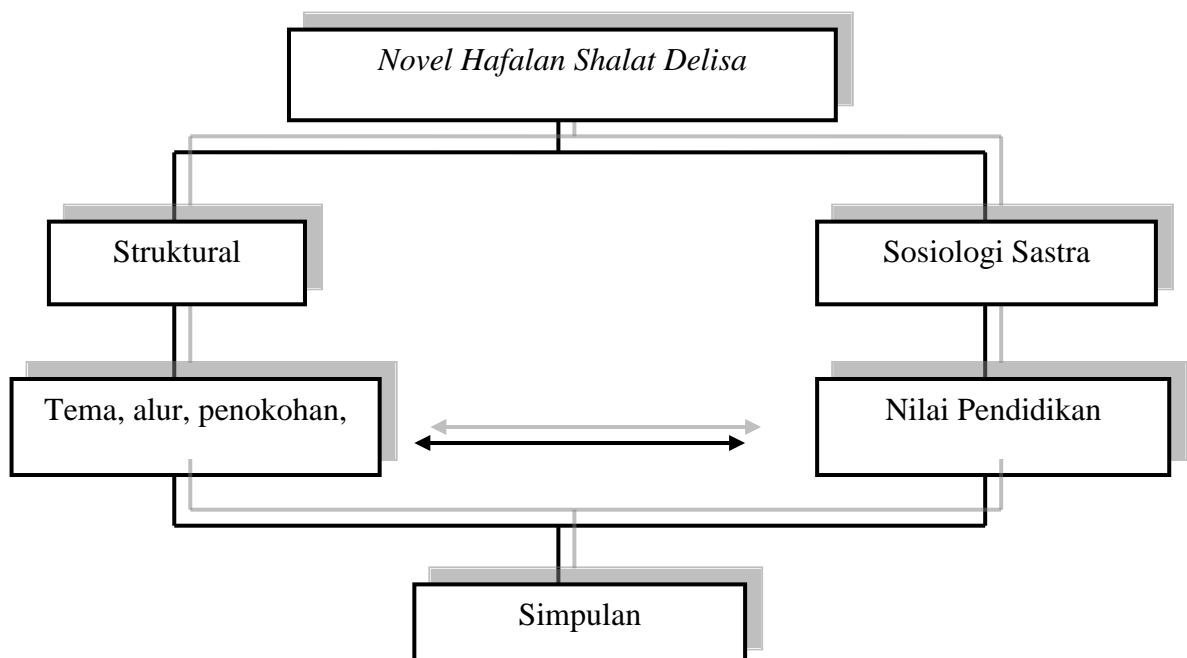 Novel Hafalan Shalat Delisa
Struktural
Sosiologi Sastra
Tema, alur, penokohan,
Nilai Pendidikan
Simpulan